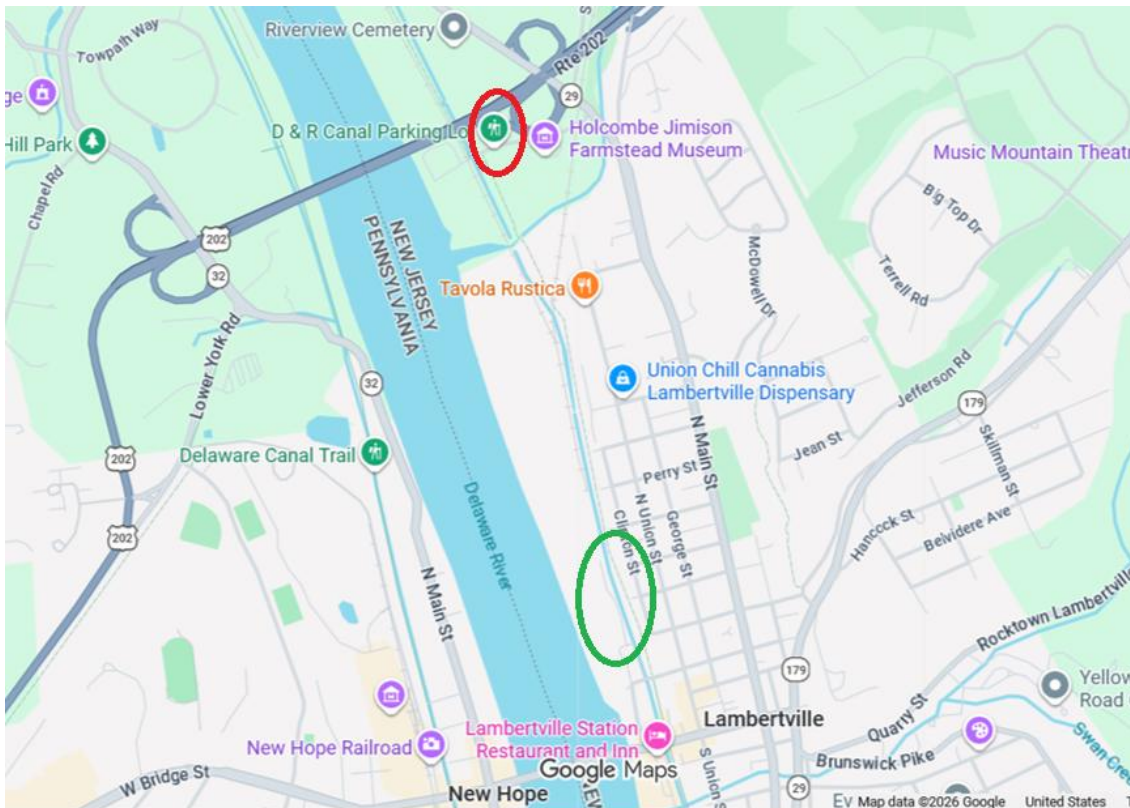 Towpath Way
Riverview Cemetery
Rte 202
29
D & R Canal Parking Lo
Holcombe Jimison
Farmstead Museum
Hill Park
Music Mountain Theatr
Chapel Rd
Big Top Dr
Terrell Rd
McDowell Dr
202
32
NEW JERSEY
PENNSYLVANIA
Tavola Rustica
Lower York Rd
Union Chill Cannabis
Lambertville Dispensary
Jefferson Rd
32
179
N Main St
Jean St
Skillman St
Delaware Canal Trail
202
Perry St
Delaware River
Clinton St
N Union St
George St
Hancock St
Belvidere Ave
202
N Main St
Rocktown Lambertville
179
Yellow
Road
Quarry St
Swan Cree
Lambertville Station
Restaurant and Inn
Lambertville
New Hope Railroad
S Union S
Brunswick Pike
W Bridge St
Google Maps
New Hope
NEW
29
Map data ©2026 Google
United States